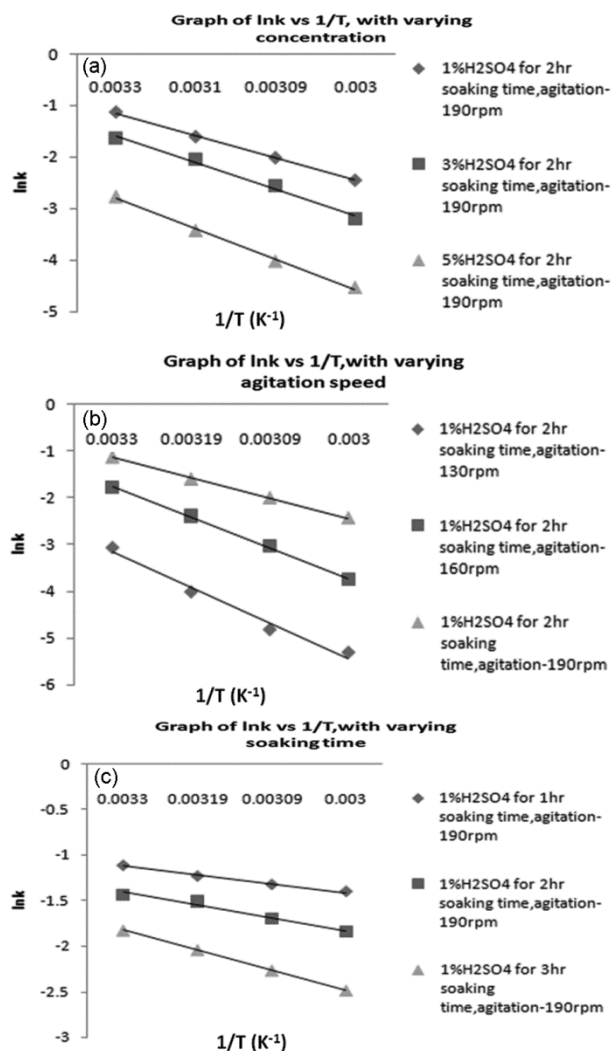 Graph of lnk vs 1/T, with varying
concentration
(a)
0
-1
-2
-3
-4
-5
lnk
0.0033 0.0031 0.00309 0.003
1/T (K-1)
1%H2SO4 for 2hr
soaking time,agitation-
190rpm
3%H2SO4 for 2hr
soaking time,agitation-
190rpm
5%H2SO4 for 2hr
soaking time,agitation-
190rpm
Graph of lnk vs 1/T,with varying
agitation speed
(b)
0
-1
-2
-3
-4
-5
-6
lnk
0.0033 0.00319 0.00309 0.003
1/T (K-1)
1%H2SO4 for 2hr
soaking time,agitation-
130rpm
1%H2SO4 for 2hr
soaking time,agitation-
160rpm
1%H2SO4 for 2hr
soaking
time,agitation-190rpm
Graph of lnk vs 1/T,with varying
soaking time
(c)
0
-0.5
-1
-1.5
-2
-2.5
-3
lnk
0.0033 0.00319 0.00309 0.003
1/T (K-1)
1%H2SO4 for 1hr
soaking time,agitation-
190rpm
1%H2SO4 for 2hr
soaking time,agitation-
190rpm
1%H2SO4 for 3hr
soaking
time,agitation-190rpm